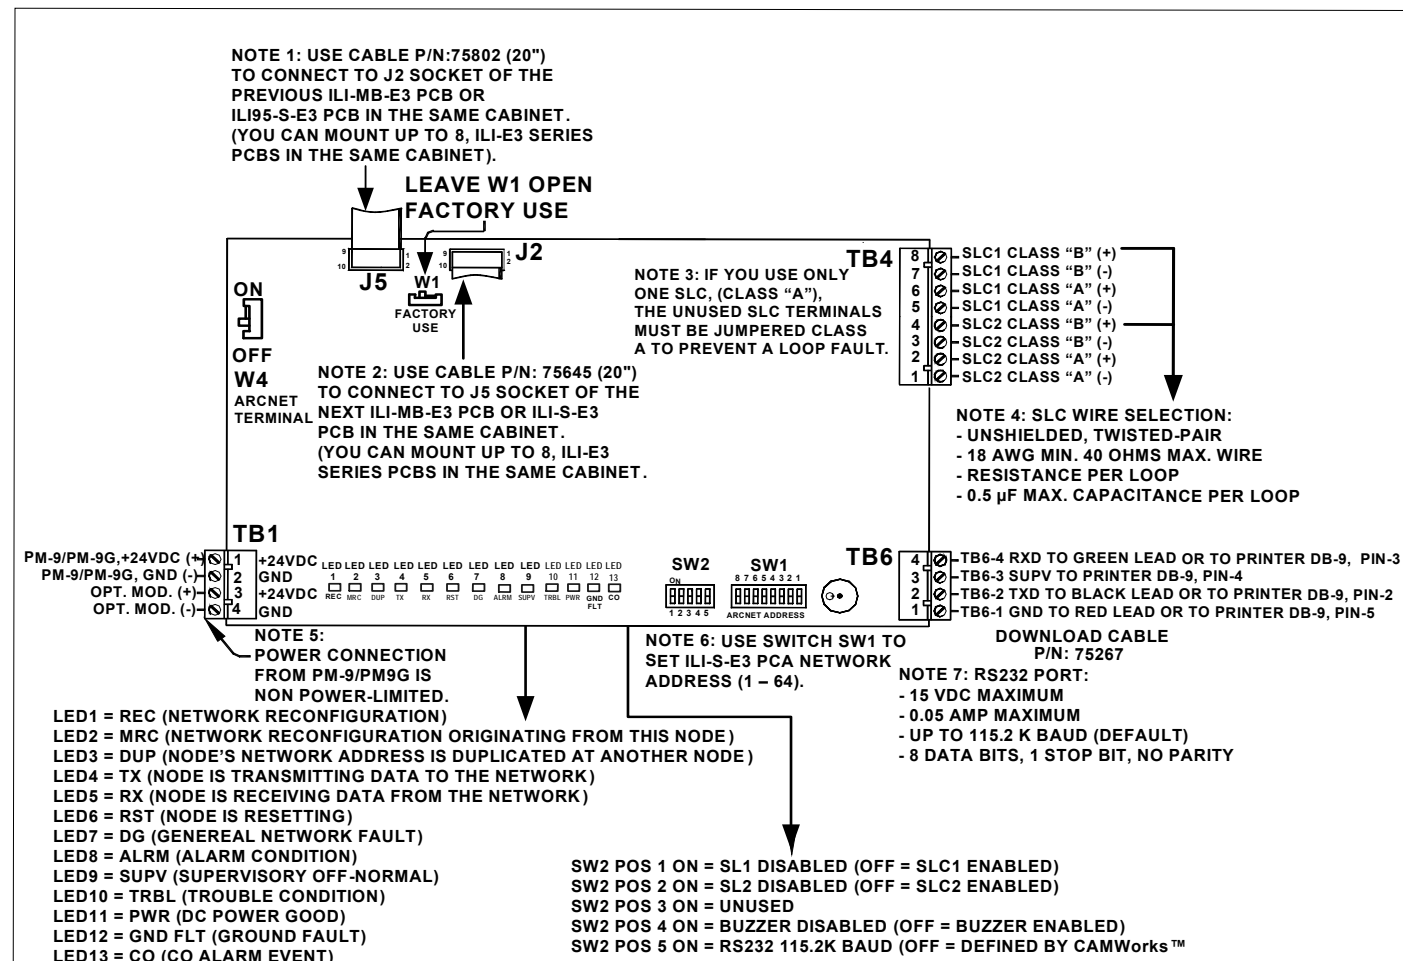 NOTE 1: USE CABLE P/N:75802 (20")
TO CONNECT TO J2 SOCKET OF THE
PREVIOUS ILI-MB-E3 PCB OR
ILI95-S-E3 PCB IN THE SAME CABINET.
(YOU CAN MOUNT UP TO 8, ILI-E3 SERIES
PCBS IN THE SAME CABINET).
LEAVE W1 OPEN
FACTORY USE
9
10
1
2
J5
W1
FACTORY
USE
9
10
1
2
J2
ON
OFF
W4
ARCNET
TERMINAL
NOTE 2: USE CABLE P/N: 75645 (20")
TO CONNECT TO J5 SOCKET OF THE
NEXT ILI-MB-E3 PCB OR ILI-S-E3
PCB IN THE SAME CABINET.
(YOU CAN MOUNT UP TO 8, ILI-E3
SERIES PCBS IN THE SAME CABINET.
NOTE 3: IF YOU USE ONLY
ONE SLC, (CLASS “A”),
THE UNUSED SLC TERMINALS
MUST BE JUMPERED CLASS
A TO PREVENT A LOOP FAULT.
TB4
8 SLC1 CLASS “B” (+)
7 SLC1 CLASS “B” (-)
6 SLC1 CLASS “A” (+)
5 SLC1 CLASS “A” (-)
4 SLC2 CLASS “B” (+)
3 SLC2 CLASS “B” (-)
2 SLC2 CLASS “A” (+)
1 SLC2 CLASS “A” (-)
NOTE 4: SLC WIRE SELECTION:
- UNSHIELDED, TWISTED-PAIR
- 18 AWG MIN. 40 OHMS MAX. WIRE
- RESISTANCE PER LOOP
- 0.5 µF MAX. CAPACITANCE PER LOOP
TB1
PM-9/PM-9G,+24VDC (+) 1 +24VDC
PM-9/PM-9G, GND (-) 2 GND
OPT. MOD. (+) 3 +24VDC
OPT. MOD. (-) 4 GND
LED LED LED LED LED LED LED LED LED LED LED LED LED
1 2 3 4 5 6 7 8 9 10 11 12 13
REC MRC DUP TX RX RST DG ALRM SUPV TRBL PWR GND FLT CO
SW2
ON
1 2 3 4 5
SW1
8 7 6 5 4 3 2 1
ARCNET ADDRESS
TB6
4 TB6-4 RXD TO GREEN LEAD OR TO PRINTER DB-9, PIN-3
3 TB6-3 SUPV TO PRINTER DB-9, PIN-4
2 TB6-2 TXD TO BLACK LEAD OR TO PRINTER DB-9, PIN-2
1 TB6-1 GND TO RED LEAD OR TO PRINTER DB-9, PIN-5
DOWNLOAD CABLE
P/N: 75267
NOTE 5:
POWER CONNECTION
FROM PM-9/PM9G IS
NON POWER-LIMITED.
NOTE 6: USE SWITCH SW1 TO
SET ILI-S-E3 PCA NETWORK
ADDRESS (1 – 64).
NOTE 7: RS232 PORT:
- 15 VDC MAXIMUM
- 0.05 AMP MAXIMUM
- UP TO 115.2 K BAUD (DEFAULT)
- 8 DATA BITS, 1 STOP BIT, NO PARITY
LED1 = REC (NETWORK RECONFIGURATION)
LED2 = MRC (NETWORK RECONFIGURATION ORIGINATING FROM THIS NODE)
LED3 = DUP (NODE’S NETWORK ADDRESS IS DUPLICATED AT ANOTHER NODE)
LED4 = TX (NODE IS TRANSMITTING DATA TO THE NETWORK)
LED5 = RX (NODE IS RECEIVING DATA FROM THE NETWORK)
LED6 = RST (NODE IS RESETTING)
LED7 = DG (GENEREAL NETWORK FAULT)
LED8 = ALRM (ALARM CONDITION)
LED9 = SUPV (SUPERVISORY OFF-NORMAL)
LED10 = TRBL (TROUBLE CONDITION)
LED11 = PWR (DC POWER GOOD)
LED12 = GND FLT (GROUND FAULT)
LED13 = CO (CO ALARM EVENT)
SW2 POS 1 ON = SL1 DISABLED (OFF = SLC1 ENABLED)
SW2 POS 2 ON = SL2 DISABLED (OFF = SLC2 ENABLED)
SW2 POS 3 ON = UNUSED
SW2 POS 4 ON = BUZZER DISABLED (OFF = BUZZER ENABLED)
SW2 POS 5 ON = RS232 115.2K BAUD (OFF = DEFINED BY CAMWorks™